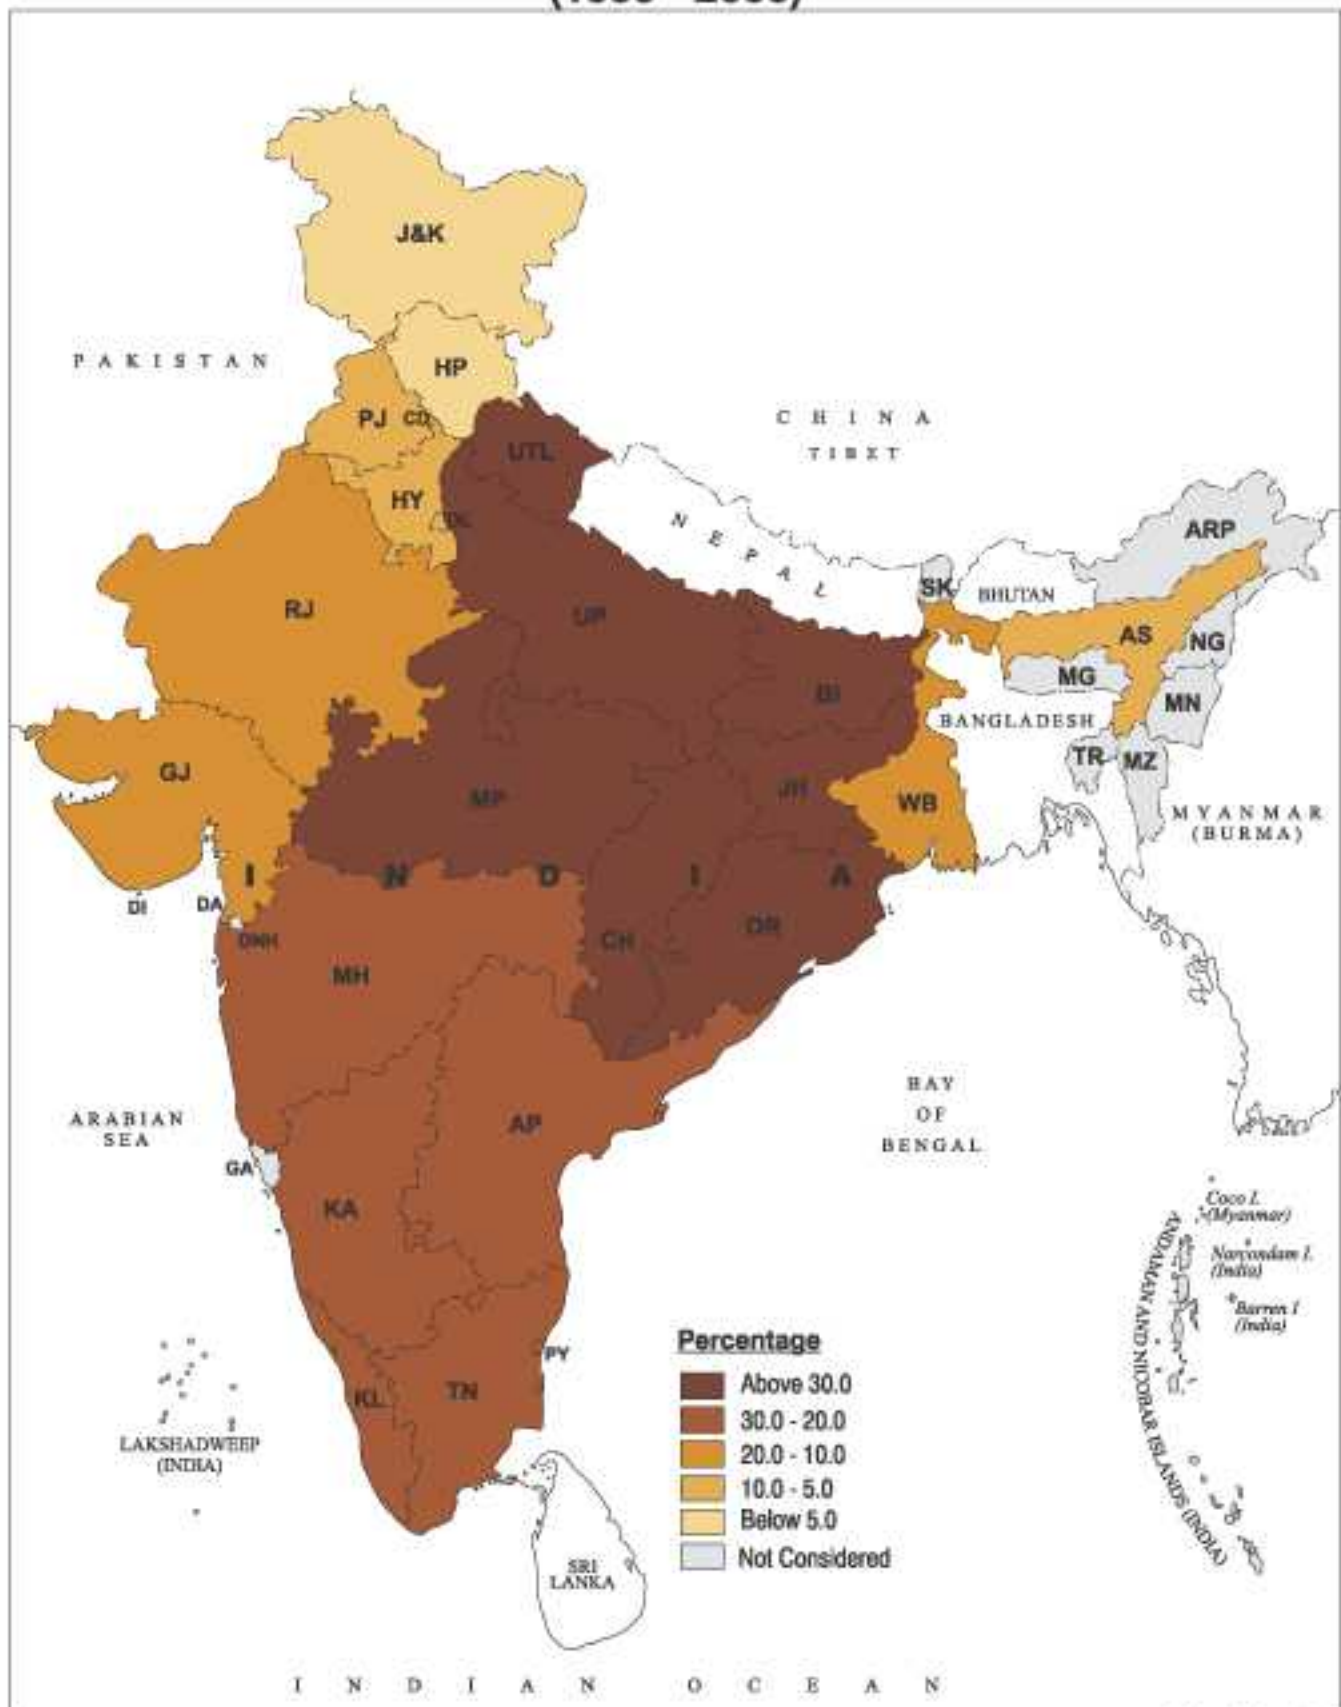 J&K
PAKISTAN
HP
CHINA
TIBET
PJ
CD
UTL
HY
DL
NEPAL
ARP
SK
BHUTAN
RJ
UP
AS
NG
MG
MN
BI
BANGLADESH
TR
MZ
GJ
MP
JH
WB
MYANMAR
(BURMA)
INDIA
DI
DA
DNH
CH
OR
MH
BAY
OF
BENGAL
ARABIAN
SEA
AP
GA
KA
Coco I.
(Myanmar)
Narcondam I.
(India)
Barren I
(India)
ANDAMAN AND NICOBAR ISLANDS (INDIA)
PY
KL
TN
LAKSHADWEEP
(INDIA)
Percentage
Above 30.0
30.0 - 20.0
20.0 - 10.0
10.0 - 5.0
Below 5.0
Not Considered
SRI
LANKA
INDIAN OCEAN